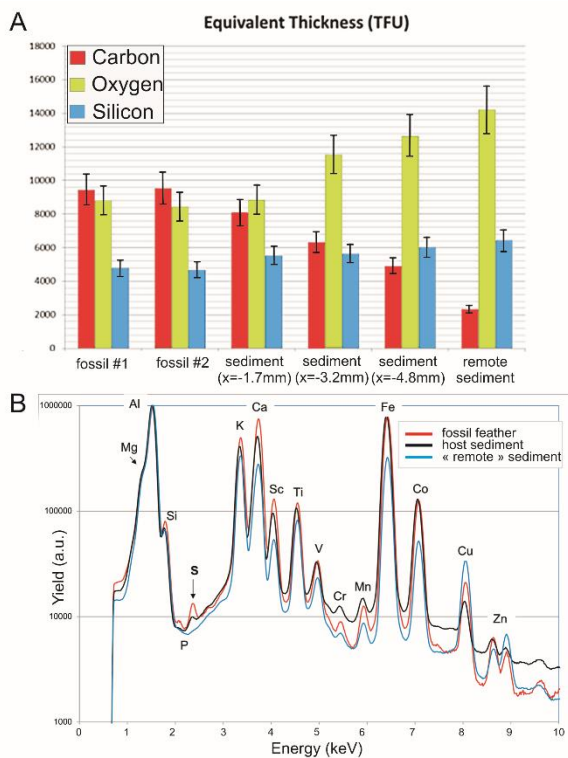 A
Equivalent Thickness (TFU)
18000
16000
14000
12000
10000
8000
6000
4000
2000
0
Carbon
Oxygen
Silicon
fossil #1 fossil #2 sediment sediment sediment remote
(x=-1.7mm) (x=-3.2mm) (x=-4.8mm) sediment
B
1000000
100000
10000
1000
Yield (a.u.)
Al
Mg
Si
S
P
K
Ca
Sc
Ti
V
Cr
Mn
Fe
Co
Cu
Zn
fossil feather
host sediment
« remote » sediment
0 1 2 3 4 5 6 7 8 9 10
Energy (keV)